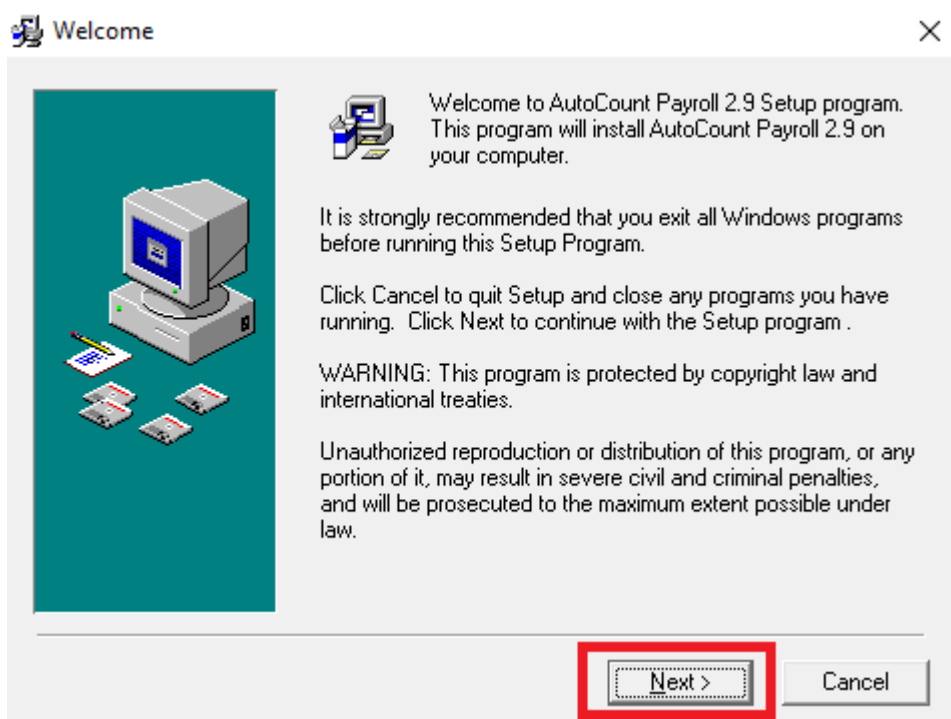 Welcome
Welcome to AutoCount Payroll 2.9 Setup program.
This program will install AutoCount Payroll 2.9 on
your computer.
It is strongly recommended that you exit all Windows programs
before running this Setup Program.
Click Cancel to quit Setup and close any programs you have
running.  Click Next to continue with the Setup program .
WARNING: This program is protected by copyright law and
international treaties.
Unauthorized reproduction or distribution of this program, or any
portion of it, may result in severe civil and criminal penalties,
and will be prosecuted to the maximum extent possible under
law.
Next >
Cancel